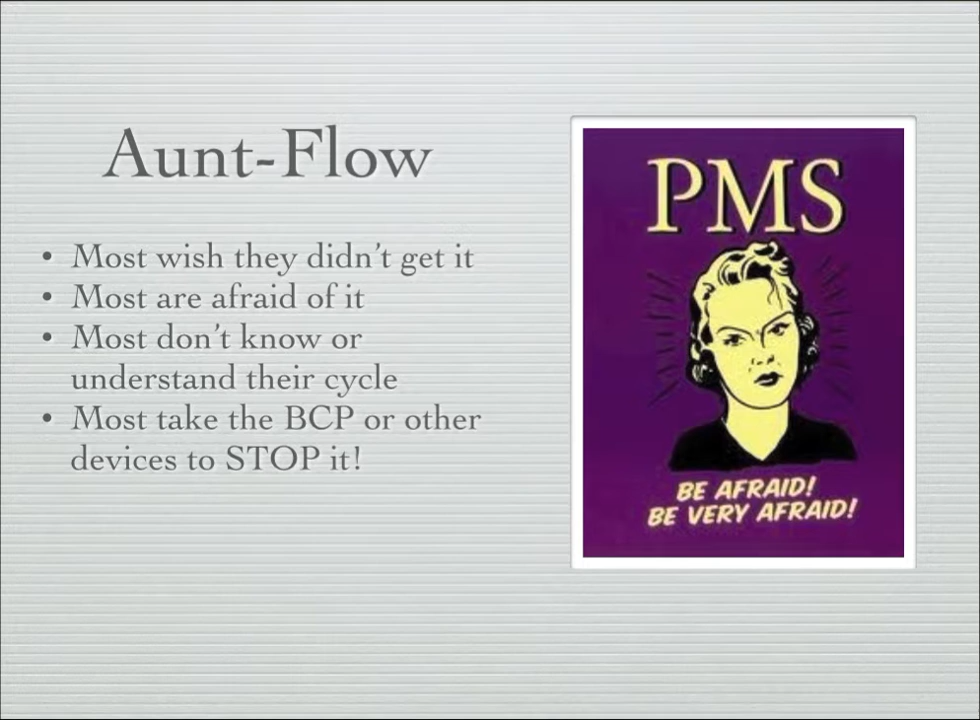 Aunt-Flow
• Most wish they didn't get it
• Most are afraid of it
• Most don't know or
understand their cycle
• Most take the BCP or other
devices to STOP it!
PMS
BE AFRAID!
BE VERY AFRAID!